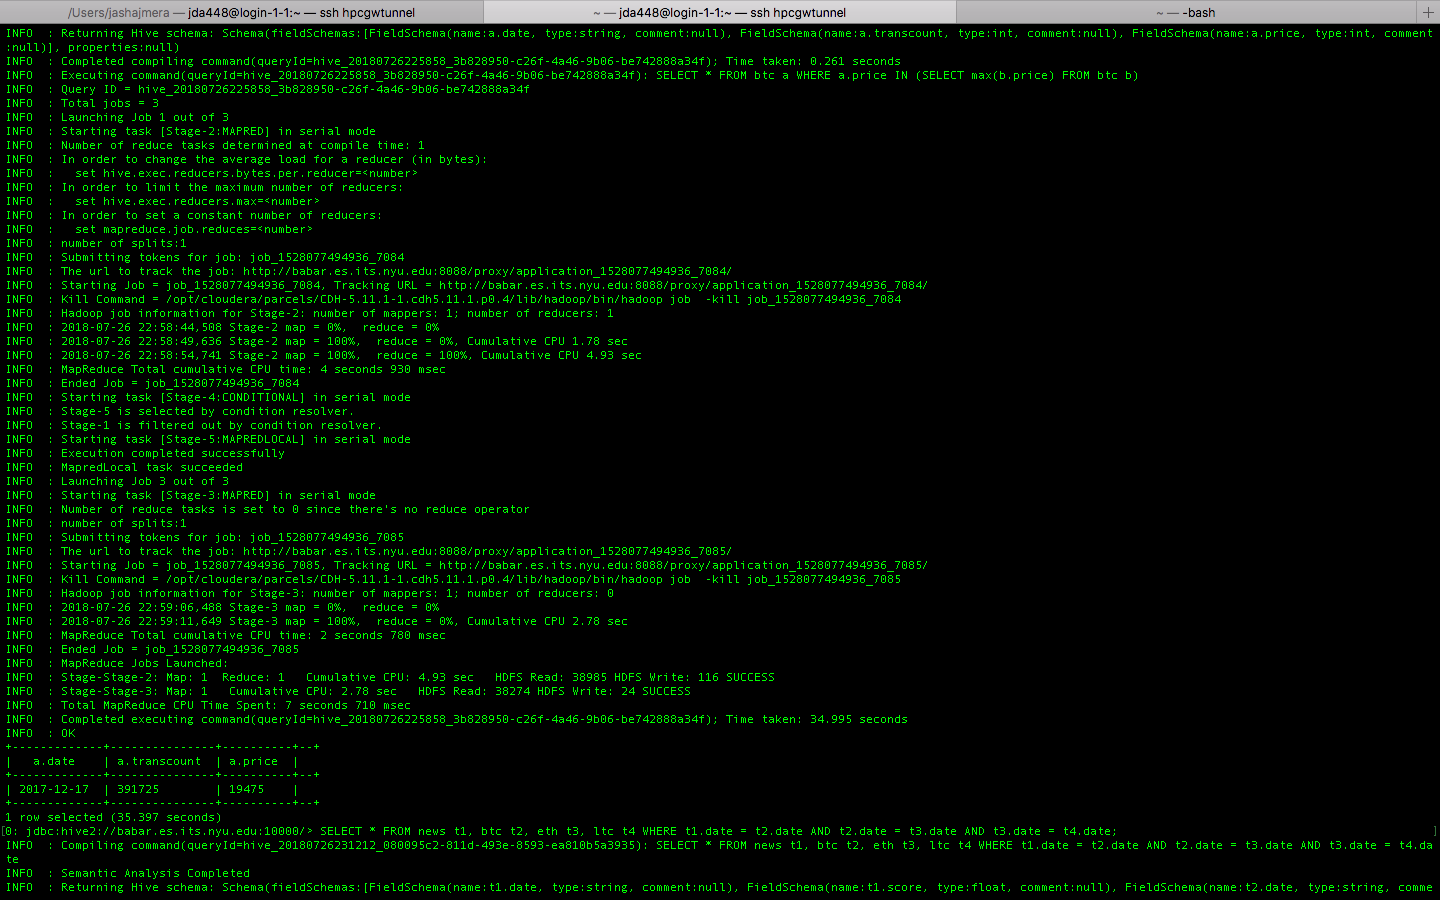 /Users/jashajmera — jda448@login-1-1:~ — ssh hpcgwtunnel
~ — jda448@login-1-1:~ — ssh hpcgwtunnel
~ — -bash
+
INFO  : Returning Hive schema: Schema(fieldSchemas:[FieldSchema(name:a.date, type:string, comment:null), FieldSchema(name:a.transcount, type:int, comment:null), FieldSchema(name:a.price, type:int, comment
:null)], properties:null)
INFO  : Completed compiling command(queryId=hive_20180726225858_3b828950-c26f-4a46-9b06-be742888a34f); Time taken: 0.261 seconds
INFO  : Executing command(queryId=hive_20180726225858_3b828950-c26f-4a46-9b06-be742888a34f): SELECT * FROM btc a WHERE a.price IN (SELECT max(b.price) FROM btc b)
INFO  : Query ID = hive_20180726225858_3b828950-c26f-4a46-9b06-be742888a34f
INFO  : Total jobs = 3
INFO  : Launching Job 1 out of 3
INFO  : Starting task [Stage-2:MAPRED] in serial mode
INFO  : Number of reduce tasks determined at compile time: 1
INFO  : In order to change the average load for a reducer (in bytes):
INFO  :   set hive.exec.reducers.bytes.per.reducer=<number>
INFO  : In order to limit the maximum number of reducers:
INFO  :   set hive.exec.reducers.max=<number>
INFO  : In order to set a constant number of reducers:
INFO  :   set mapreduce.job.reduces=<number>
INFO  : number of splits:1
INFO  : Submitting tokens for job: job_1528077494936_7084
INFO  : The url to track the job: http://babar.es.its.nyu.edu:8088/proxy/application_1528077494936_7084/
INFO  : Starting Job = job_1528077494936_7084, Tracking URL = http://babar.es.its.nyu.edu:8088/proxy/application_1528077494936_7084/
INFO  : Kill Command = /opt/cloudera/parcels/CDH-5.11.1-1.cdh5.11.1.p0.4/lib/hadoop/bin/hadoop job  -kill job_1528077494936_7084
INFO  : Hadoop job information for Stage-2: number of mappers: 1; number of reducers: 1
INFO  : 2018-07-26 22:58:44,508 Stage-2 map = 0%,  reduce = 0%
INFO  : 2018-07-26 22:58:49,636 Stage-2 map = 100%,  reduce = 0%, Cumulative CPU 1.78 sec
INFO  : 2018-07-26 22:58:54,741 Stage-2 map = 100%,  reduce = 100%, Cumulative CPU 4.93 sec
INFO  : MapReduce Total cumulative CPU time: 4 seconds 930 msec
INFO  : Ended Job = job_1528077494936_7084
INFO  : Starting task [Stage-4:CONDITIONAL] in serial mode
INFO  : Stage-5 is selected by condition resolver.
INFO  : Stage-1 is filtered out by condition resolver.
INFO  : Starting task [Stage-5:MAPREDLOCAL] in serial mode
INFO  : Execution completed successfully
INFO  : MapredLocal task succeeded
INFO  : Launching Job 3 out of 3
INFO  : Starting task [Stage-3:MAPRED] in serial mode
INFO  : Number of reduce tasks is set to 0 since there's no reduce operator
INFO  : number of splits:1
INFO  : Submitting tokens for job: job_1528077494936_7085
INFO  : The url to track the job: http://babar.es.its.nyu.edu:8088/proxy/application_1528077494936_7085/
INFO  : Starting Job = job_1528077494936_7085, Tracking URL = http://babar.es.its.nyu.edu:8088/proxy/application_1528077494936_7085/
INFO  : Kill Command = /opt/cloudera/parcels/CDH-5.11.1-1.cdh5.11.1.p0.4/lib/hadoop/bin/hadoop job  -kill job_1528077494936_7085
INFO  : Hadoop job information for Stage-3: number of mappers: 1; number of reducers: 0
INFO  : 2018-07-26 22:59:06,488 Stage-3 map = 0%,  reduce = 0%
INFO  : 2018-07-26 22:59:11,649 Stage-3 map = 100%,  reduce = 0%, Cumulative CPU 2.78 sec
INFO  : MapReduce Total cumulative CPU time: 2 seconds 780 msec
INFO  : Ended Job = job_1528077494936_7085
INFO  : MapReduce Jobs Launched:
INFO  : Stage-Stage-2: Map: 1  Reduce: 1   Cumulative CPU: 4.93 sec   HDFS Read: 38985 HDFS Write: 116 SUCCESS
INFO  : Stage-Stage-3: Map: 1   Cumulative CPU: 2.78 sec   HDFS Read: 38274 HDFS Write: 24 SUCCESS
INFO  : Total MapReduce CPU Time Spent: 7 seconds 710 msec
INFO  : Completed executing command(queryId=hive_20180726225858_3b828950-c26f-4a46-9b06-be742888a34f); Time taken: 34.995 seconds
INFO  : OK
+-------------+---------------+----------+--+
|   a.date    | a.transcount  | a.price  |
+-------------+---------------+----------+--+
| 2017-12-17  | 391725        | 19475    |
+-------------+---------------+----------+--+
1 row selected (35.397 seconds)
[0: jdbc:hive2://babar.es.its.nyu.edu:10000/> SELECT * FROM news t1, btc t2, eth t3, ltc t4 WHERE t1.date = t2.date AND t2.date = t3.date AND t3.date = t4.date; ]
INFO  : Compiling command(queryId=hive_20180726231212_080095c2-811d-493e-8593-ea810b5a3935): SELECT * FROM news t1, btc t2, eth t3, ltc t4 WHERE t1.date = t2.date AND t2.date = t3.date AND t3.date = t4.da
te
INFO  : Semantic Analysis Completed
INFO  : Returning Hive schema: Schema(fieldSchemas:[FieldSchema(name:t1.date, type:string, comment:null), FieldSchema(name:t1.score, type:float, comment:null), FieldSchema(name:t2.date, type:string, comme